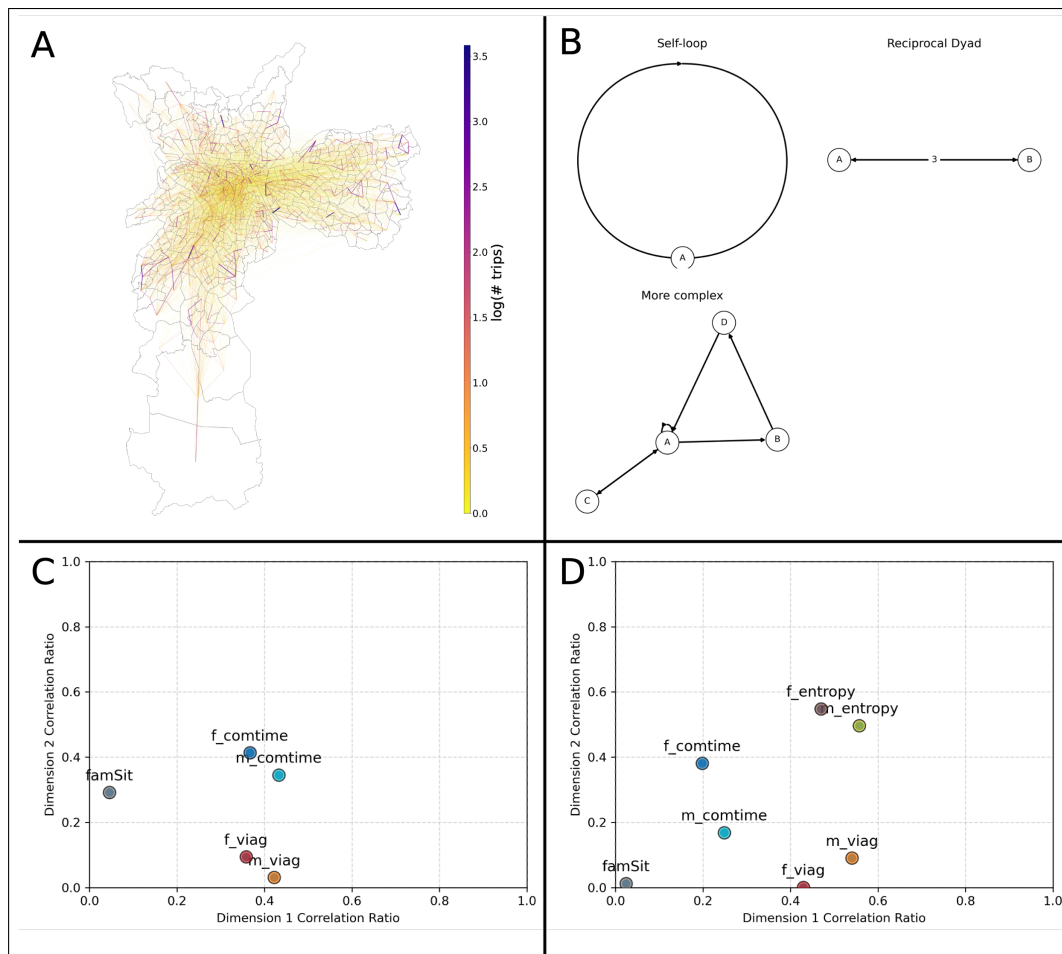 A
3.5
3.0
2.5
2.0
1.5
1.0
0.5
0.0
log(# trips)
B
Self-loop
A
Reciprocal Dyad
A
3
B
More complex
D
A
B
C
C
1.0
0.8
0.6
0.4
0.2
0.0
Dimension 2 Correlation Ratio
f_comtime
m_comtime
famSit
f_viag
m_viag
0.0
0.2
0.4
0.6
0.8
1.0
Dimension 1 Correlation Ratio
D
1.0
0.8
0.6
0.4
0.2
0.0
Dimension 2 Correlation Ratio
f_entropy
m_entropy
f_comtime
m_comtime
m_viag
famSit
f_viag
0.0
0.2
0.4
0.6
0.8
1.0
Dimension 1 Correlation Ratio